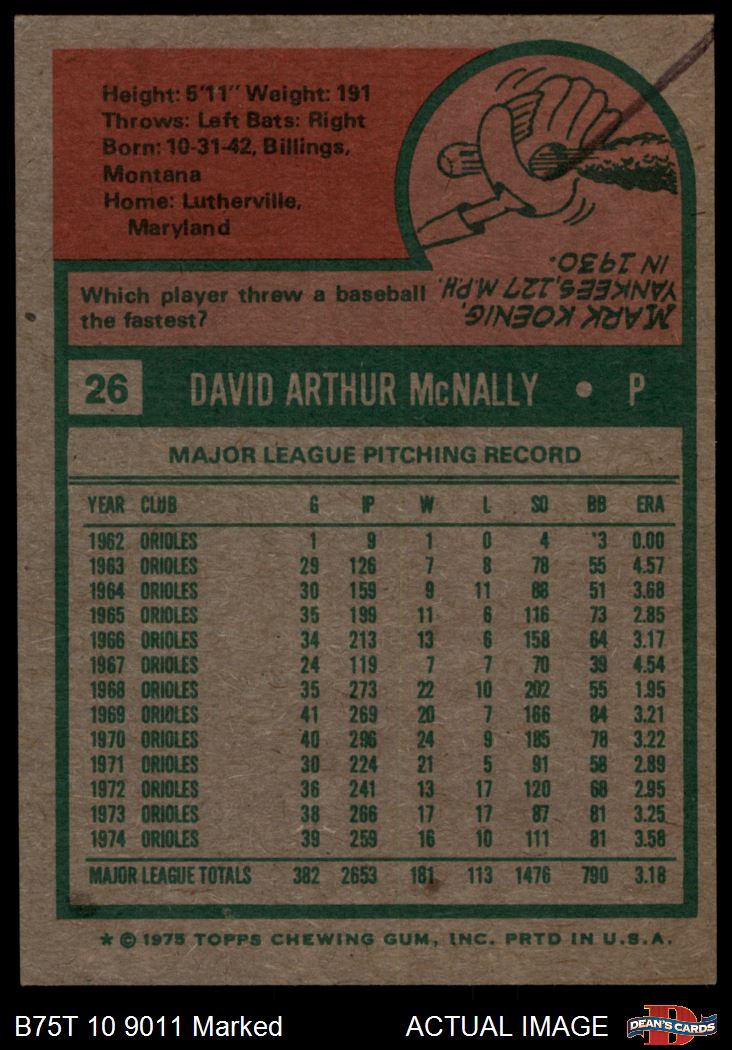 Height: 5'11" Weight: 191
Throws: Left Bats: Right
Born: 10-31-42, Billings,
Montana
Home: Lutherville,
Maryland
Which player threw a baseball
the fastest?
MARK KOENIG,
YANKEES, 127 M.P.H.
IN 1930.
26 DAVID ARTHUR McNALLY • P
MAJOR LEAGUE PITCHING RECORD
YEAR CLUB G IP W L SO BB ERA
1962 ORIOLES 1 9 1 0 4 3 0.00
1963 ORIOLES 29 126 7 8 78 55 4.57
1964 ORIOLES 30 159 9 11 88 51 3.68
1965 ORIOLES 35 199 11 6 116 73 2.85
1966 ORIOLES 34 213 13 6 158 64 3.17
1967 ORIOLES 24 119 7 7 70 39 4.54
1968 ORIOLES 35 273 22 10 202 55 1.95
1969 ORIOLES 41 269 20 7 166 84 3.21
1970 ORIOLES 40 296 24 9 185 78 3.22
1971 ORIOLES 30 224 21 5 91 58 2.89
1972 ORIOLES 36 241 13 17 120 68 2.95
1973 ORIOLES 38 266 17 17 87 81 3.25
1974 ORIOLES 39 259 16 10 111 81 3.58
MAJOR LEAGUE TOTALS 382 2653 181 113 1476 790 3.18
* © 1975 TOPPS CHEWING GUM, INC. PRTD IN U.S.A.
B75T 10 9011 Marked ACTUAL IMAGE
D
DEAN'S CARDS